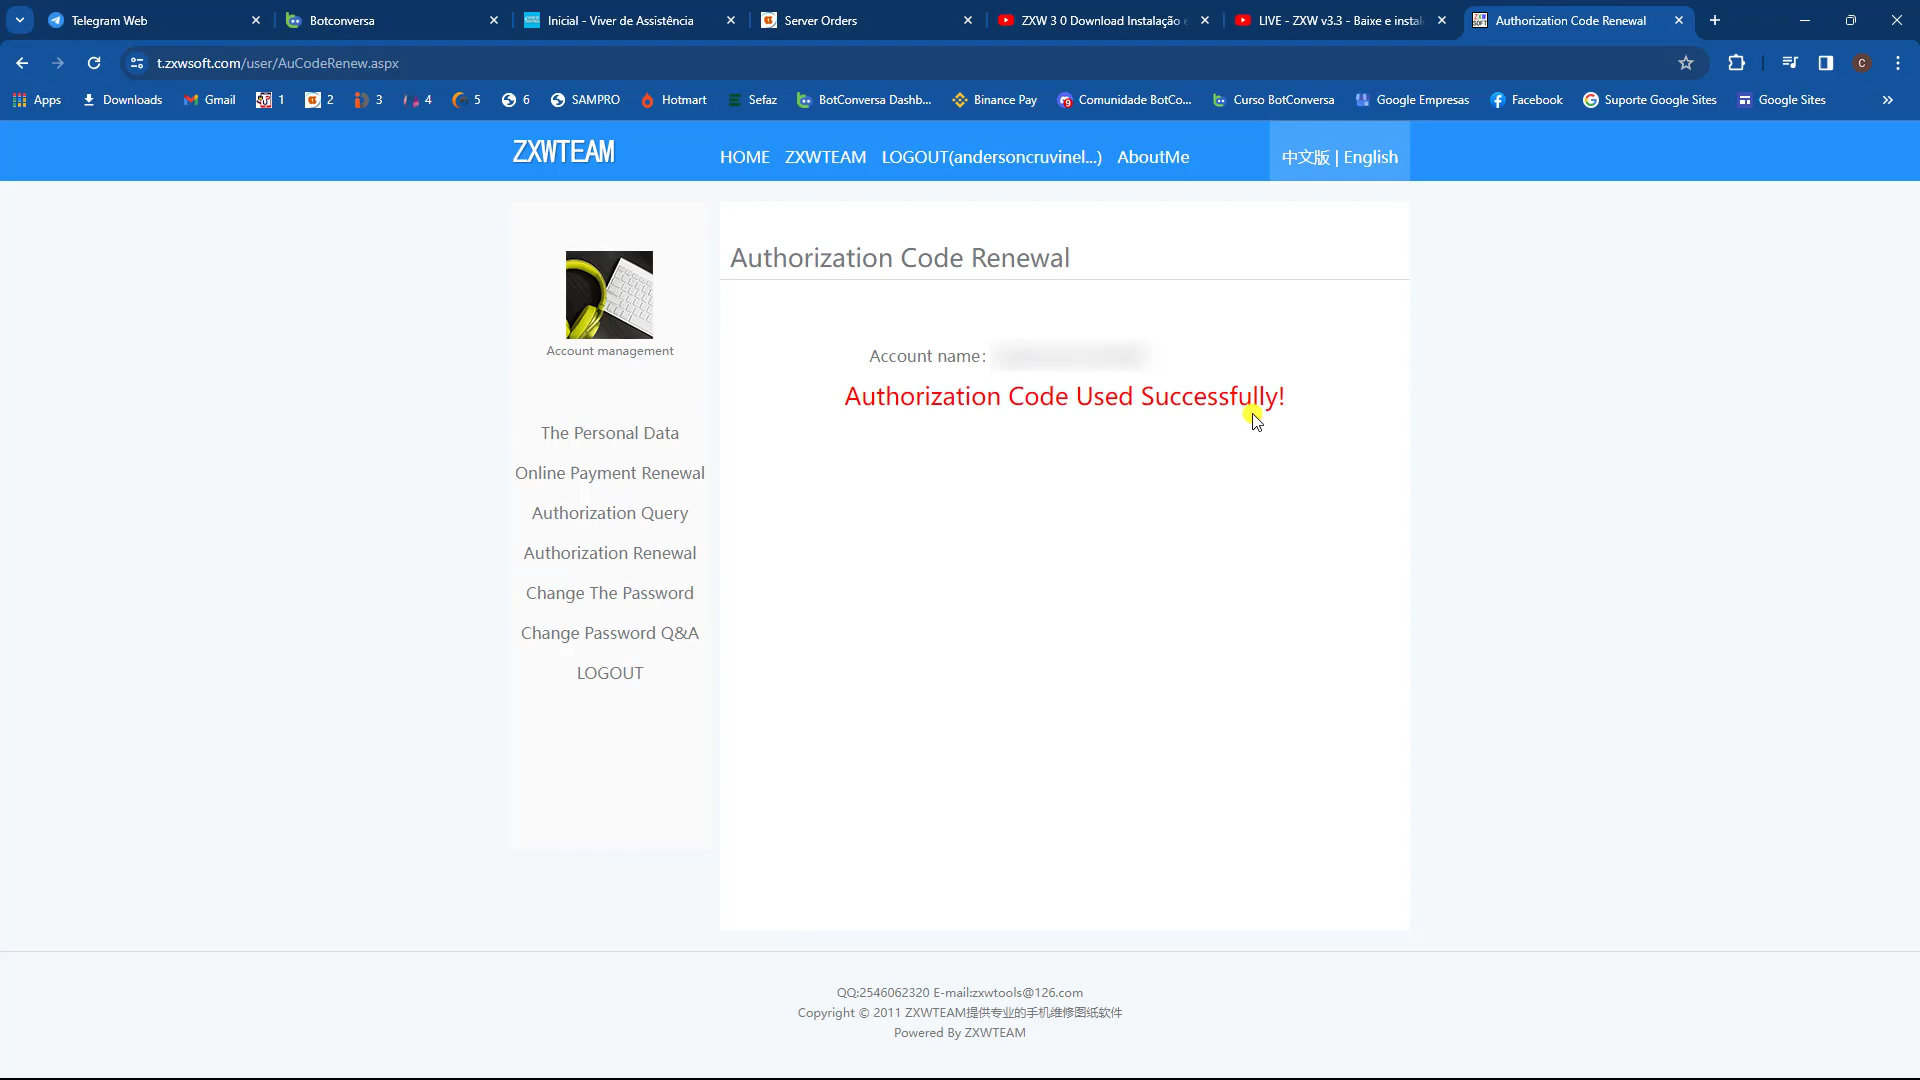 Telegram Web
Botconversa
Inicial - Viver de Assistência
Server Orders
ZXW 3 0 Download Instalação
LIVE - ZXW v3.3 - Baixe e instal
Authorization Code Renewal
t.zxwsoft.com/user/AuCodeRenew.aspx
C
Apps
Downloads
Gmail
1
2
3
4
5
6
SAMPRO
Hotmart
Sefaz
BotConversa Dashb...
Binance Pay
Comunidade BotCo...
Curso BotConversa
Google Empresas
Facebook
Suporte Google Sites
Google Sites
ZXWTEAM
HOME
ZXWTEAM
LOGOUT(andersoncruvinel...)
AboutMe
中文版 | English
Account management
The Personal Data
Online Payment Renewal
Authorization Query
Authorization Renewal
Change The Password
Change Password Q&A
LOGOUT
Authorization Code Renewal
Account name:
Authorization Code Used Successfully!
QQ:2546062320 E-mail:zxwtools@126.com
Copyright © 2011 ZXWTEAM提供专业的手机维修图纸软件
Powered By ZXWTEAM